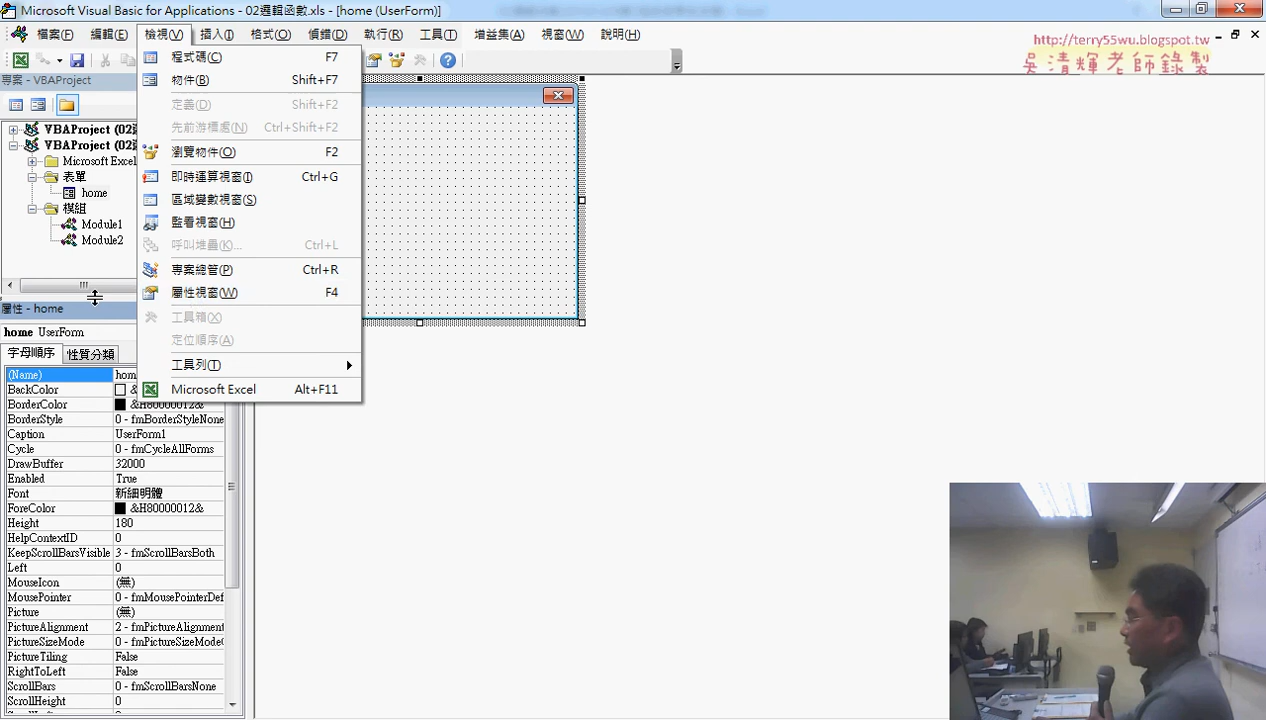 Microsoft Visual Basic for Applications - 02邏輯函數.xls - [home (UserForm)]
檔案(F) 編輯(E) 檢視(V) 插入(I) 格式(O) 偵錯(D) 執行(R) 工具(T) 增益集(A) 視窗(W) 說明(H)
http://terry55wu.blogspot.tw
吳清輝老師錄製
專案 - VBAProject
VBAProject (02
VBAProject (02
Microsoft Excel
表單
home
模組
Module1
Module2
程式碼(C) F7
物件(B) Shift+F7
定義(D) Shift+F2
先前游標處(N) Ctrl+Shift+F2
瀏覽物件(O) F2
即時運算視窗(I) Ctrl+G
區域變數視窗(S)
監看視窗(H)
呼叫堆疊(K)... Ctrl+L
專案總管(P) Ctrl+R
屬性視窗(W) F4
工具箱(X)
定位順序(A)
工具列(T)
Microsoft Excel Alt+F11
屬性 - home
home UserForm
字母順序 性質分類
(Name) hom
BackColor &
BorderColor &H80000012&
BorderStyle 0 - fmBorderStyleNone
Caption UserForm1
Cycle 0 - fmCycleAllForms
DrawBuffer 32000
Enabled True
Font 新細明體
ForeColor &H80000012&
Height 180
HelpContextID 0
KeepScrollBarsVisible 3 - fmScrollBarsBoth
Left 0
MouseIcon (無)
MousePointer 0 - fmMousePointerDef
Picture (無)
PictureAlignment 2 - fmPictureAlignment
PictureSizeMode 0 - fmPictureSizeMode
PictureTiling False
RightToLeft False
ScrollBars 0 - fmScrollBarsNone
ScrollHeight 0